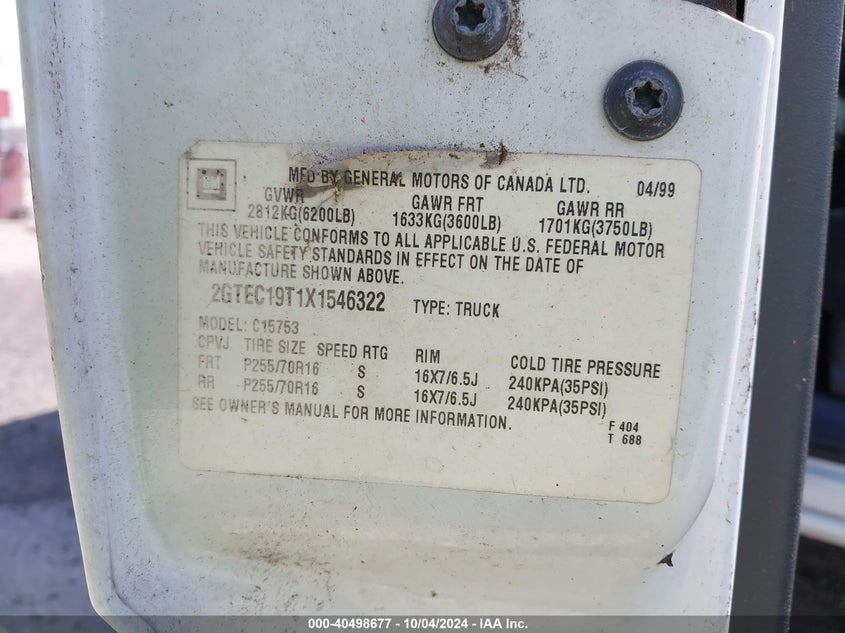 MFD BY GENERAL MOTORS OF CANADA LTD. 04/99
GVWR GAWR FRT GAWR RR
2812KG(6200LB) 1633KG(3600LB) 1701KG(3750LB)
THIS VEHICLE CONFORMS TO ALL APPLICABLE U.S. FEDERAL MOTOR
VEHICLE SAFETY STANDARDS IN EFFECT ON THE DATE OF
MANUFACTURE SHOWN ABOVE.
2GTEC19T1X1546322 TYPE: TRUCK
MODEL: C15753
CPVJ TIRE SIZE SPEED RTG RIM COLD TIRE PRESSURE
FRT P255/70R16 S 16X7/6.5J 240KPA(35PSI)
RR P255/70R16 S 16X7/6.5J 240KPA(35PSI)
SEE OWNER'S MANUAL FOR MORE INFORMATION.
F 404
T 688
000-40498677 - 10/04/2024 - IAA Inc.